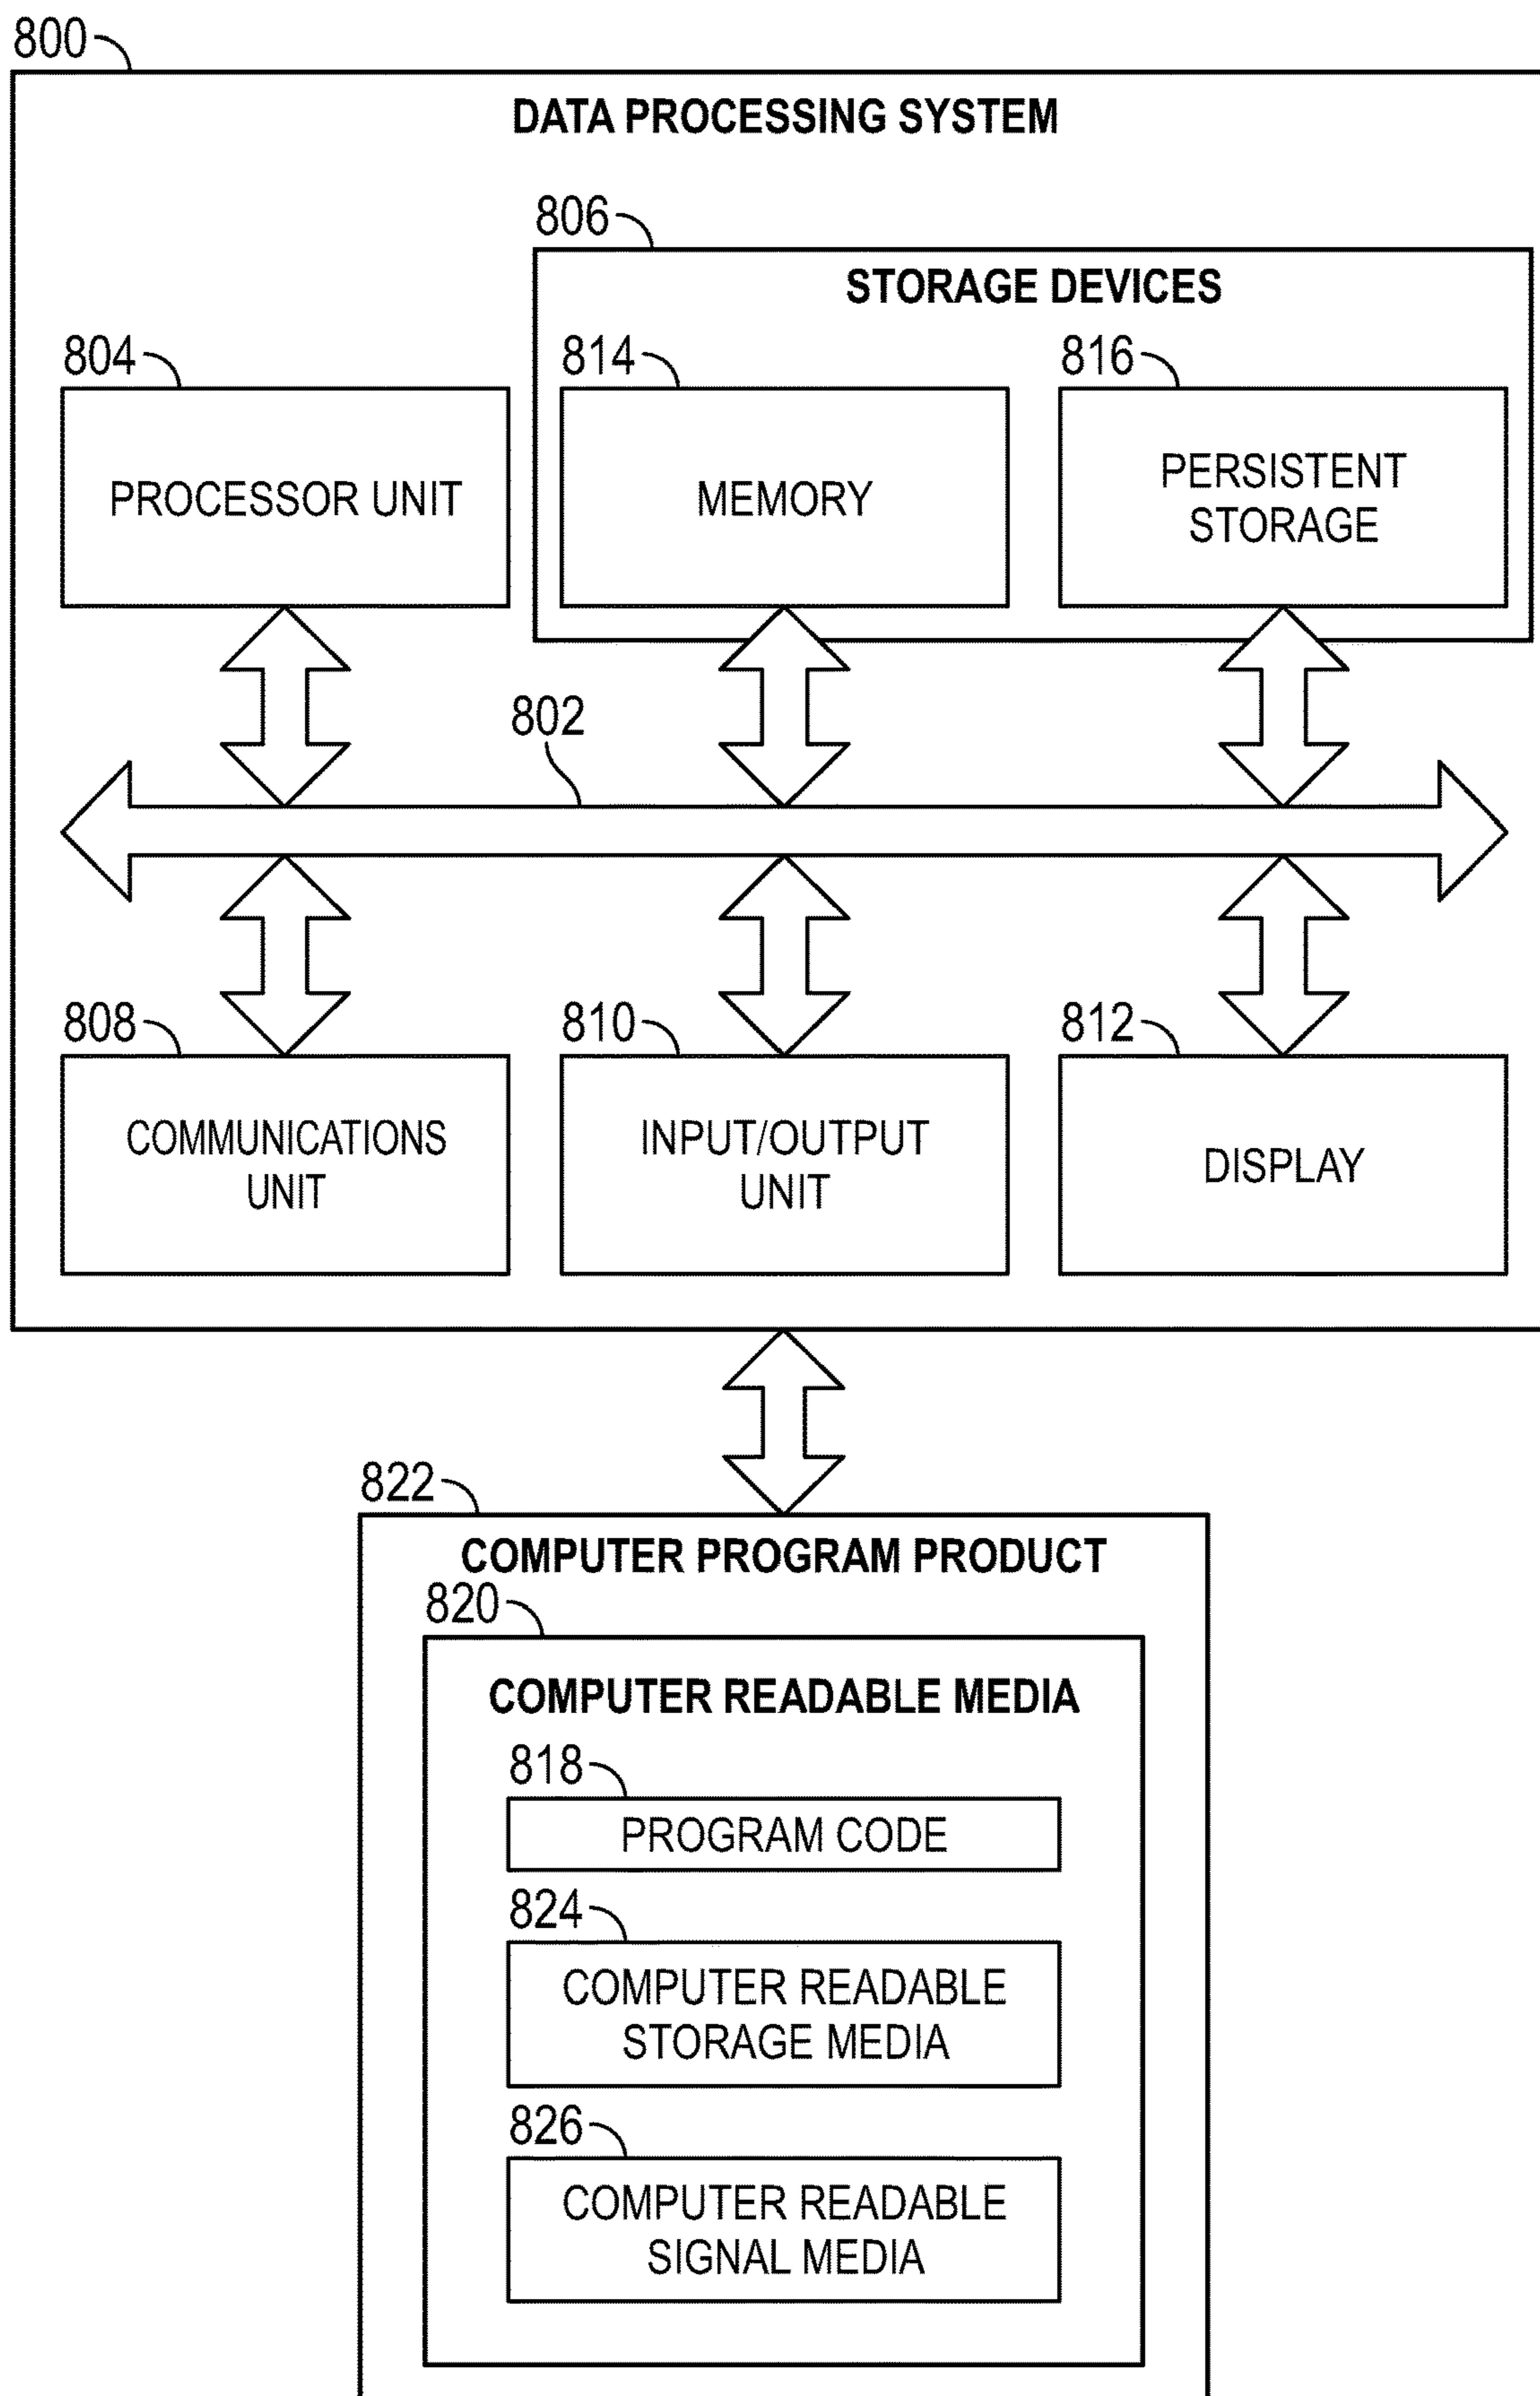 800
DATA PROCESSING SYSTEM
806
STORAGE DEVICES
804
814
816
PROCESSOR UNIT
MEMORY
PERSISTENT
STORAGE
802
808
810
812
COMMUNICATIONS
UNIT
INPUT/OUTPUT
UNIT
DISPLAY
822
COMPUTER PROGRAM PRODUCT
820
COMPUTER READABLE MEDIA
818
PROGRAM CODE
824
COMPUTER READABLE
STORAGE MEDIA
826
COMPUTER READABLE
SIGNAL MEDIA